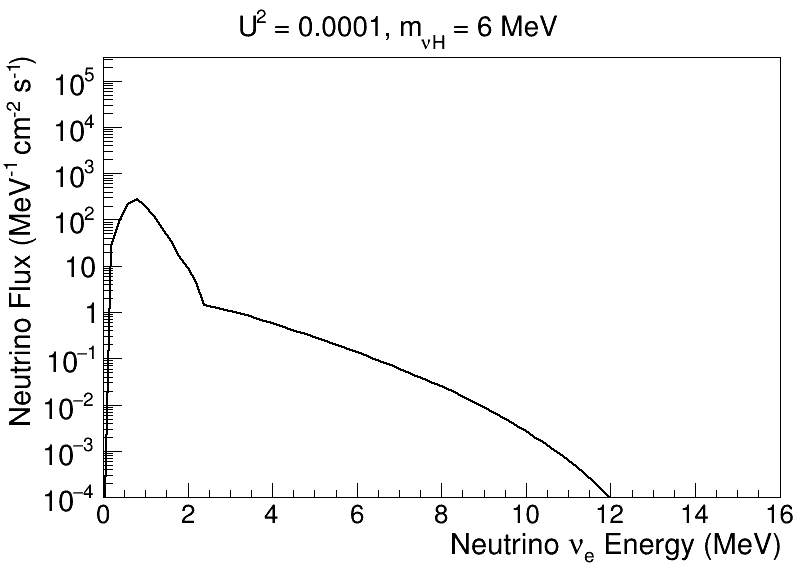 U² = 0.0001, m_νH = 6 MeV
Neutrino Flux (MeV⁻¹ cm⁻² s⁻¹)
10⁵
10⁴
10³
10²
10
1
10⁻¹
10⁻²
10⁻³
10⁻⁴
0 2 4 6 8 10 12 14 16
Neutrino ν_e Energy (MeV)